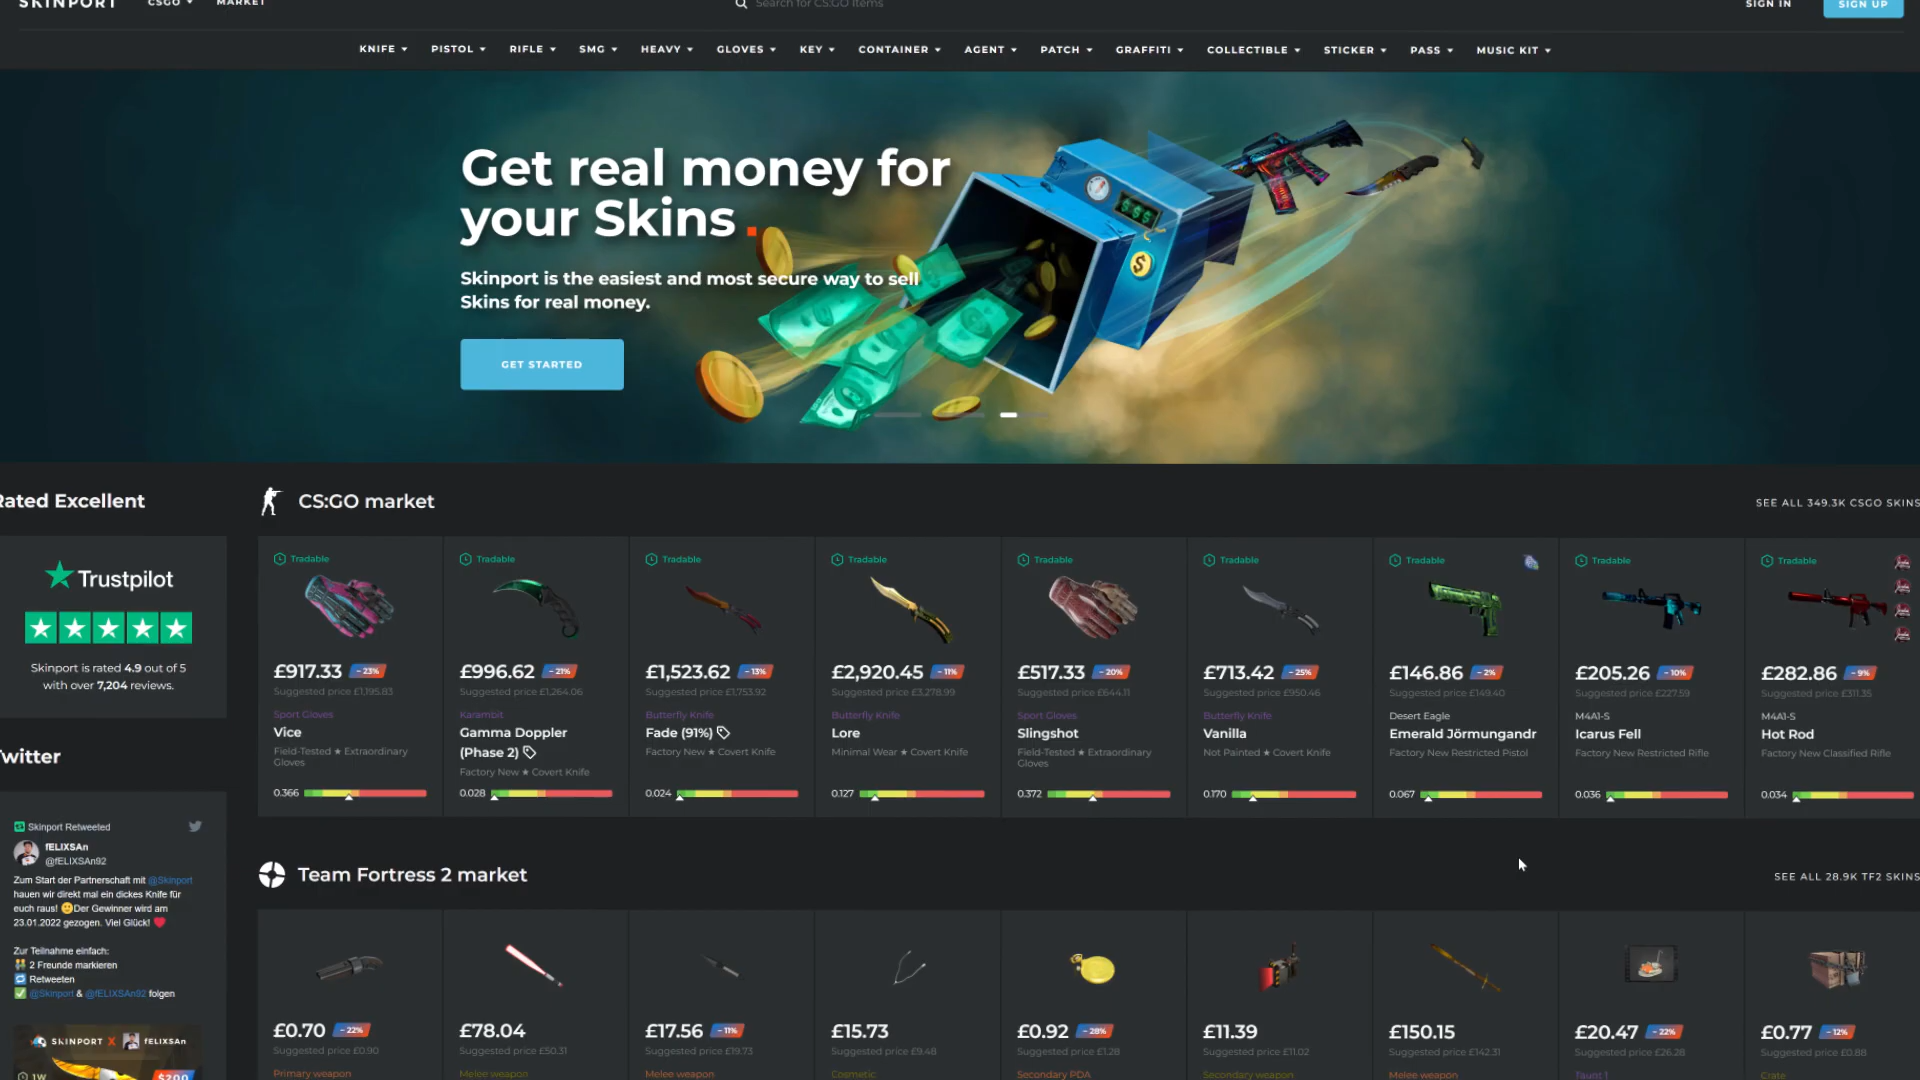 SKINPORT
CSGO
MARKET
Search for CS:GO Items
SIGN IN
SIGN UP
KNIFE
PISTOL
RIFLE
SMG
HEAVY
GLOVES
KEY
CONTAINER
AGENT
PATCH
GRAFFITI
COLLECTIBLE
STICKER
PASS
MUSIC KIT
Get real money for
your Skins.
Skinport is the easiest and most secure way to sell
Skins for real money.
GET STARTED
$$$
$
Rated Excellent
Trustpilot
Skinport is rated 4.9 out of 5
with over 7,204 reviews.
CS:GO market
SEE ALL 349.3K CSGO SKINS
Tradable
£917.33 - 23%
Suggested price £1,195.83
Sport Gloves
Vice
Field-Tested ★ Extraordinary
Gloves
0.366
Tradable
£996.62 - 21%
Suggested price £1,264.06
Karambit
Gamma Doppler
(Phase 2)
Factory New ★ Covert Knife
0.028
Tradable
£1,523.62 - 13%
Suggested price £1,753.92
Butterfly Knife
Fade (91%)
Factory New ★ Covert Knife
0.024
Tradable
£2,920.45 - 11%
Suggested price £3,278.99
Butterfly Knife
Lore
Minimal Wear ★ Covert Knife
0.127
Tradable
£517.33 - 20%
Suggested price £644.11
Sport Gloves
Slingshot
Field-Tested ★ Extraordinary
Gloves
0.372
Tradable
£713.42 - 25%
Suggested price £950.46
Butterfly Knife
Vanilla
Not Painted ★ Covert Knife
0.170
Tradable
£146.86 - 2%
Suggested price £149.40
Desert Eagle
Emerald Jörmungandr
Factory New Restricted Pistol
0.067
Tradable
£205.26 - 10%
Suggested price £227.59
M4A1-S
Icarus Fell
Factory New Restricted Rifle
0.036
Tradable
£282.86 - 9%
Suggested price £311.35
M4A1-S
Hot Rod
Factory New Classified Rifle
0.034
Twitter
Skinport Retweeted
fELIXSAn
@fELIXSAn92
Zum Start der Partnerschaft mit @Skinport
hauen wir direkt mal ein dickes Knife für
euch raus! 🙂Der Gewinner wird am
23.01.2022 gezogen. Viel Glück! ❤️
Zur Teilnahme einfach:
👫 2 Freunde markieren
🔁 Retweeten
✅ @Skinport & @fELIXSAn92 folgen
SKINPORT X fELIXSAn
1W
$200
Team Fortress 2 market
SEE ALL 28.9K TF2 SKINS
£0.70 - 22%
Suggested price £0.90
Primary weapon
£78.04
Suggested price £50.31
Melee weapon
£17.56 - 11%
Suggested price £19.73
Melee weapon
£15.73
Suggested price £9.48
Cosmetic
£0.92 - 28%
Suggested price £1.28
Secondary PDA
£11.39
Suggested price £11.02
Secondary weapon
£150.15
Suggested price £142.31
Melee weapon
£20.47 - 22%
Suggested price £26.28
Taunt 1
£0.77 - 12%
Suggested price £0.88
Crate